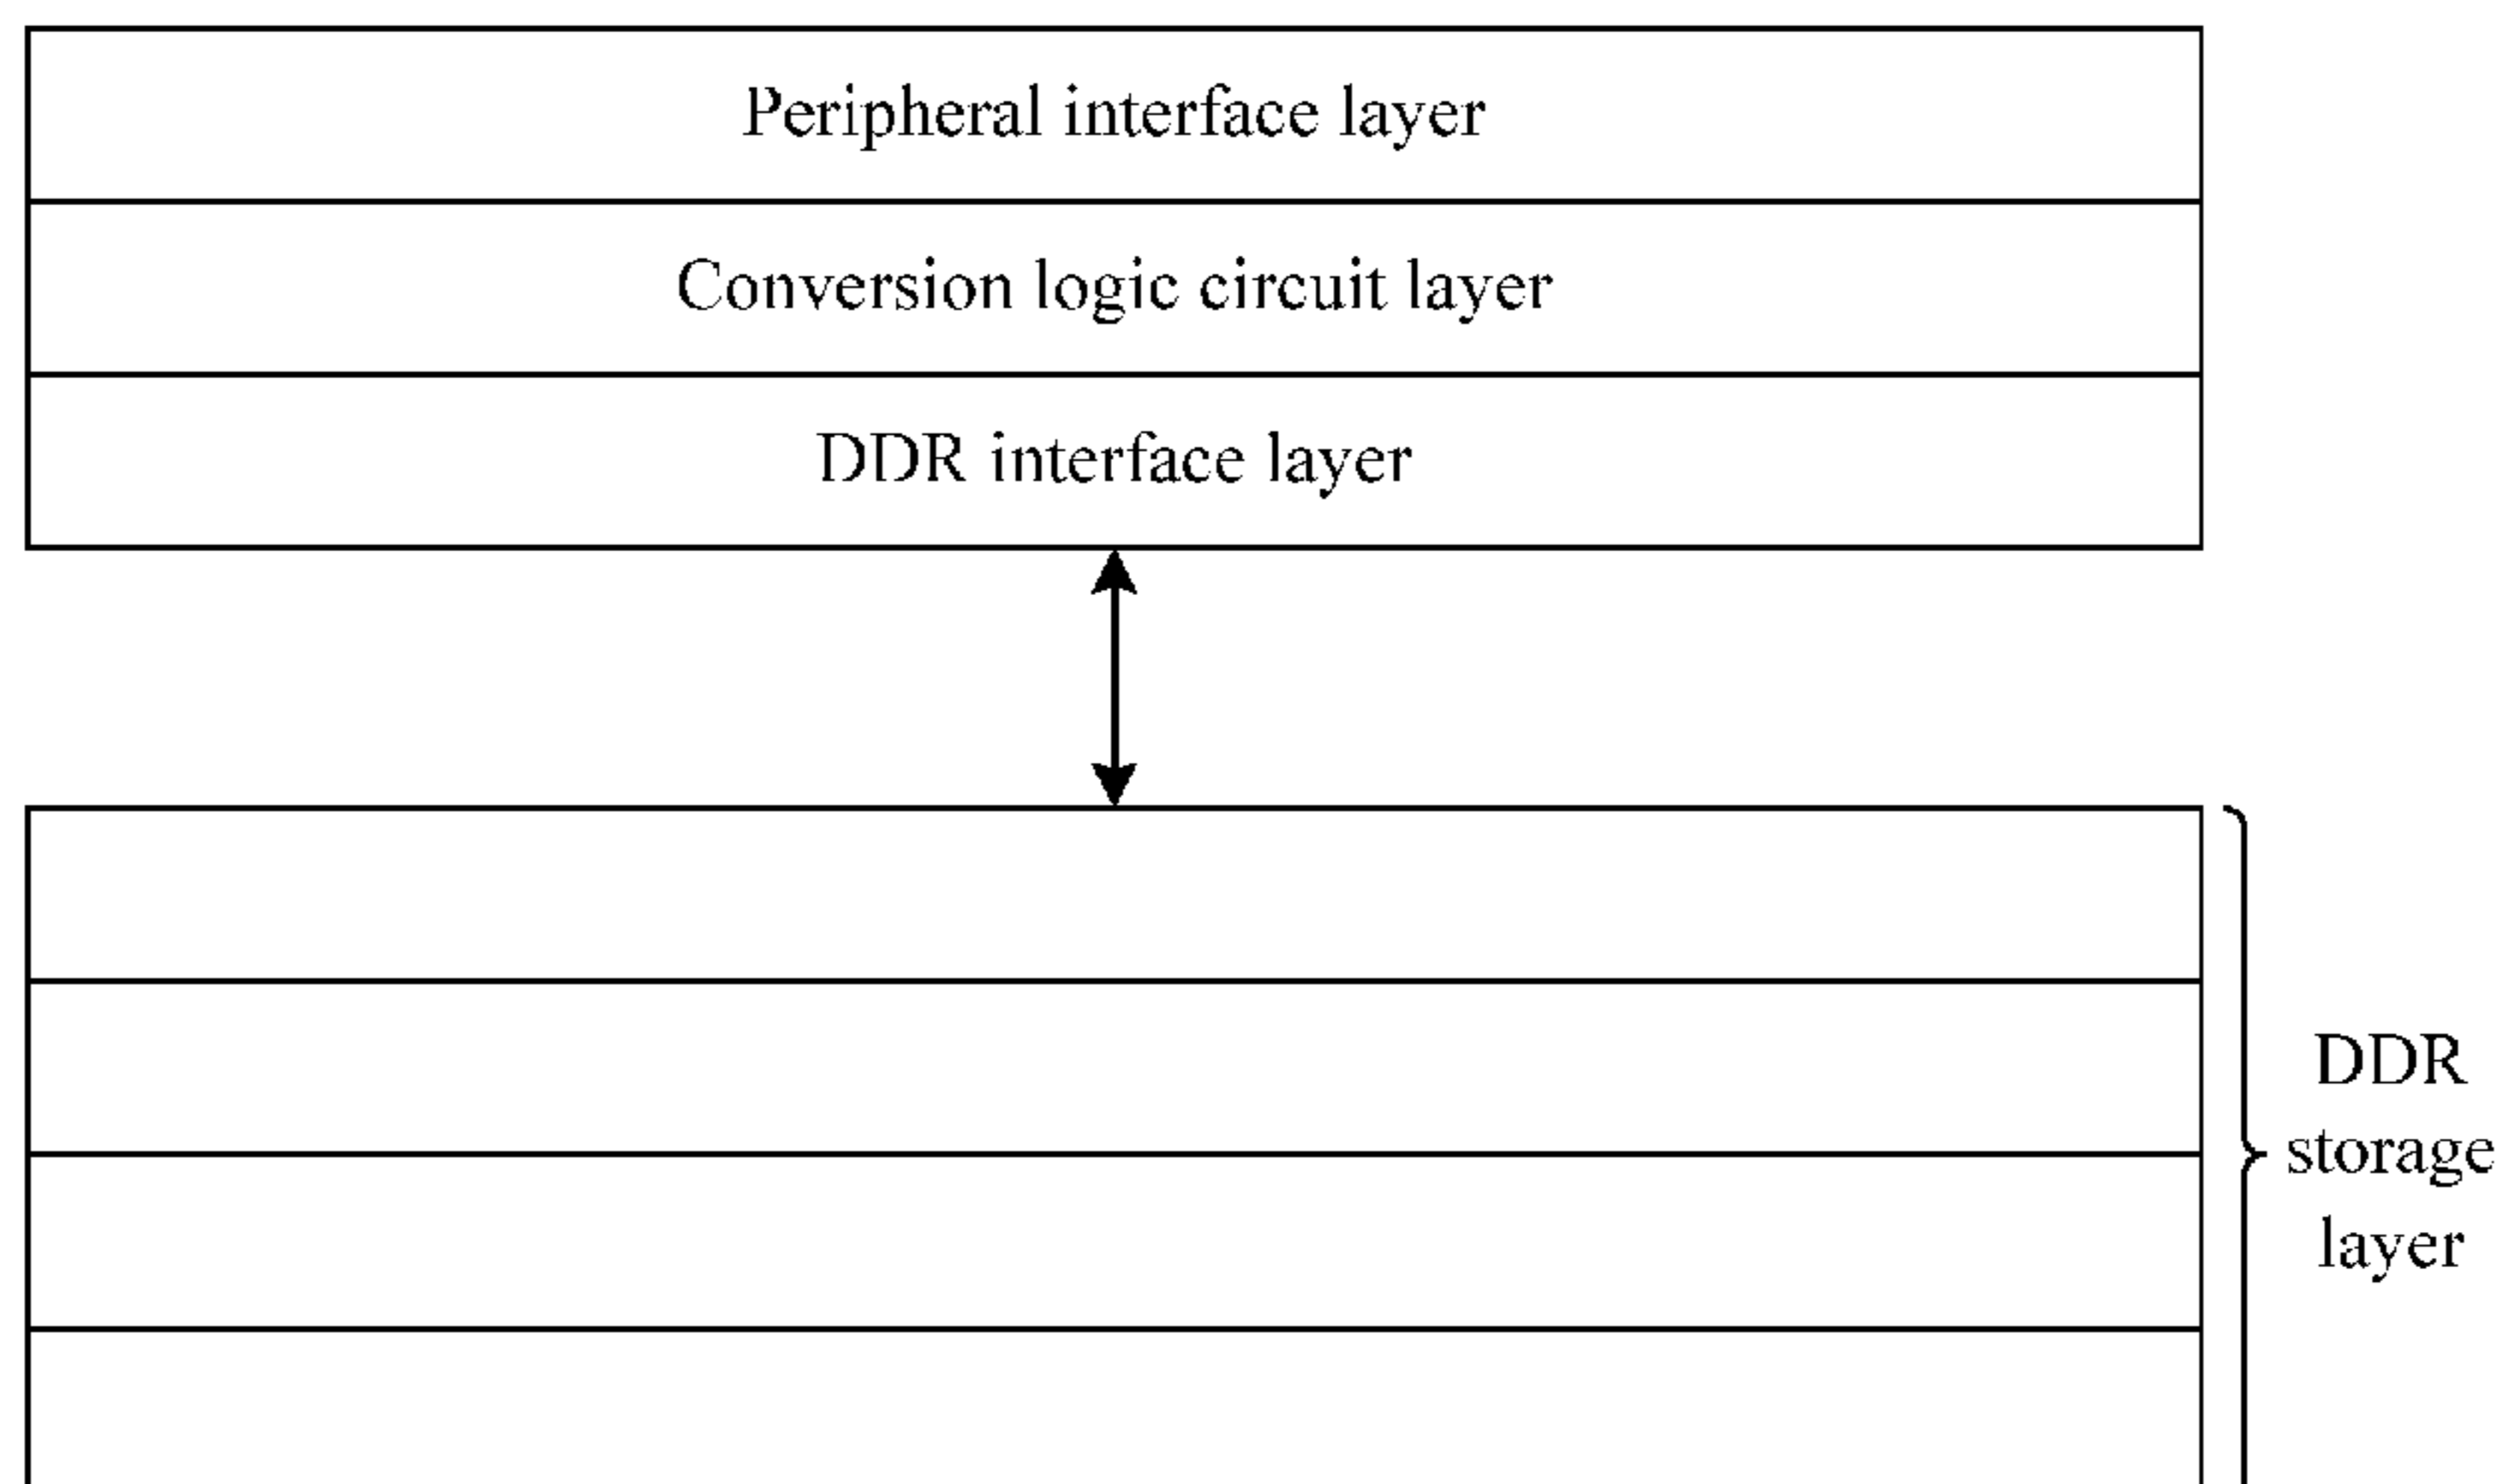 Peripheral interface layer
Conversion logic circuit layer
DDR interface layer
DDR
storage
layer